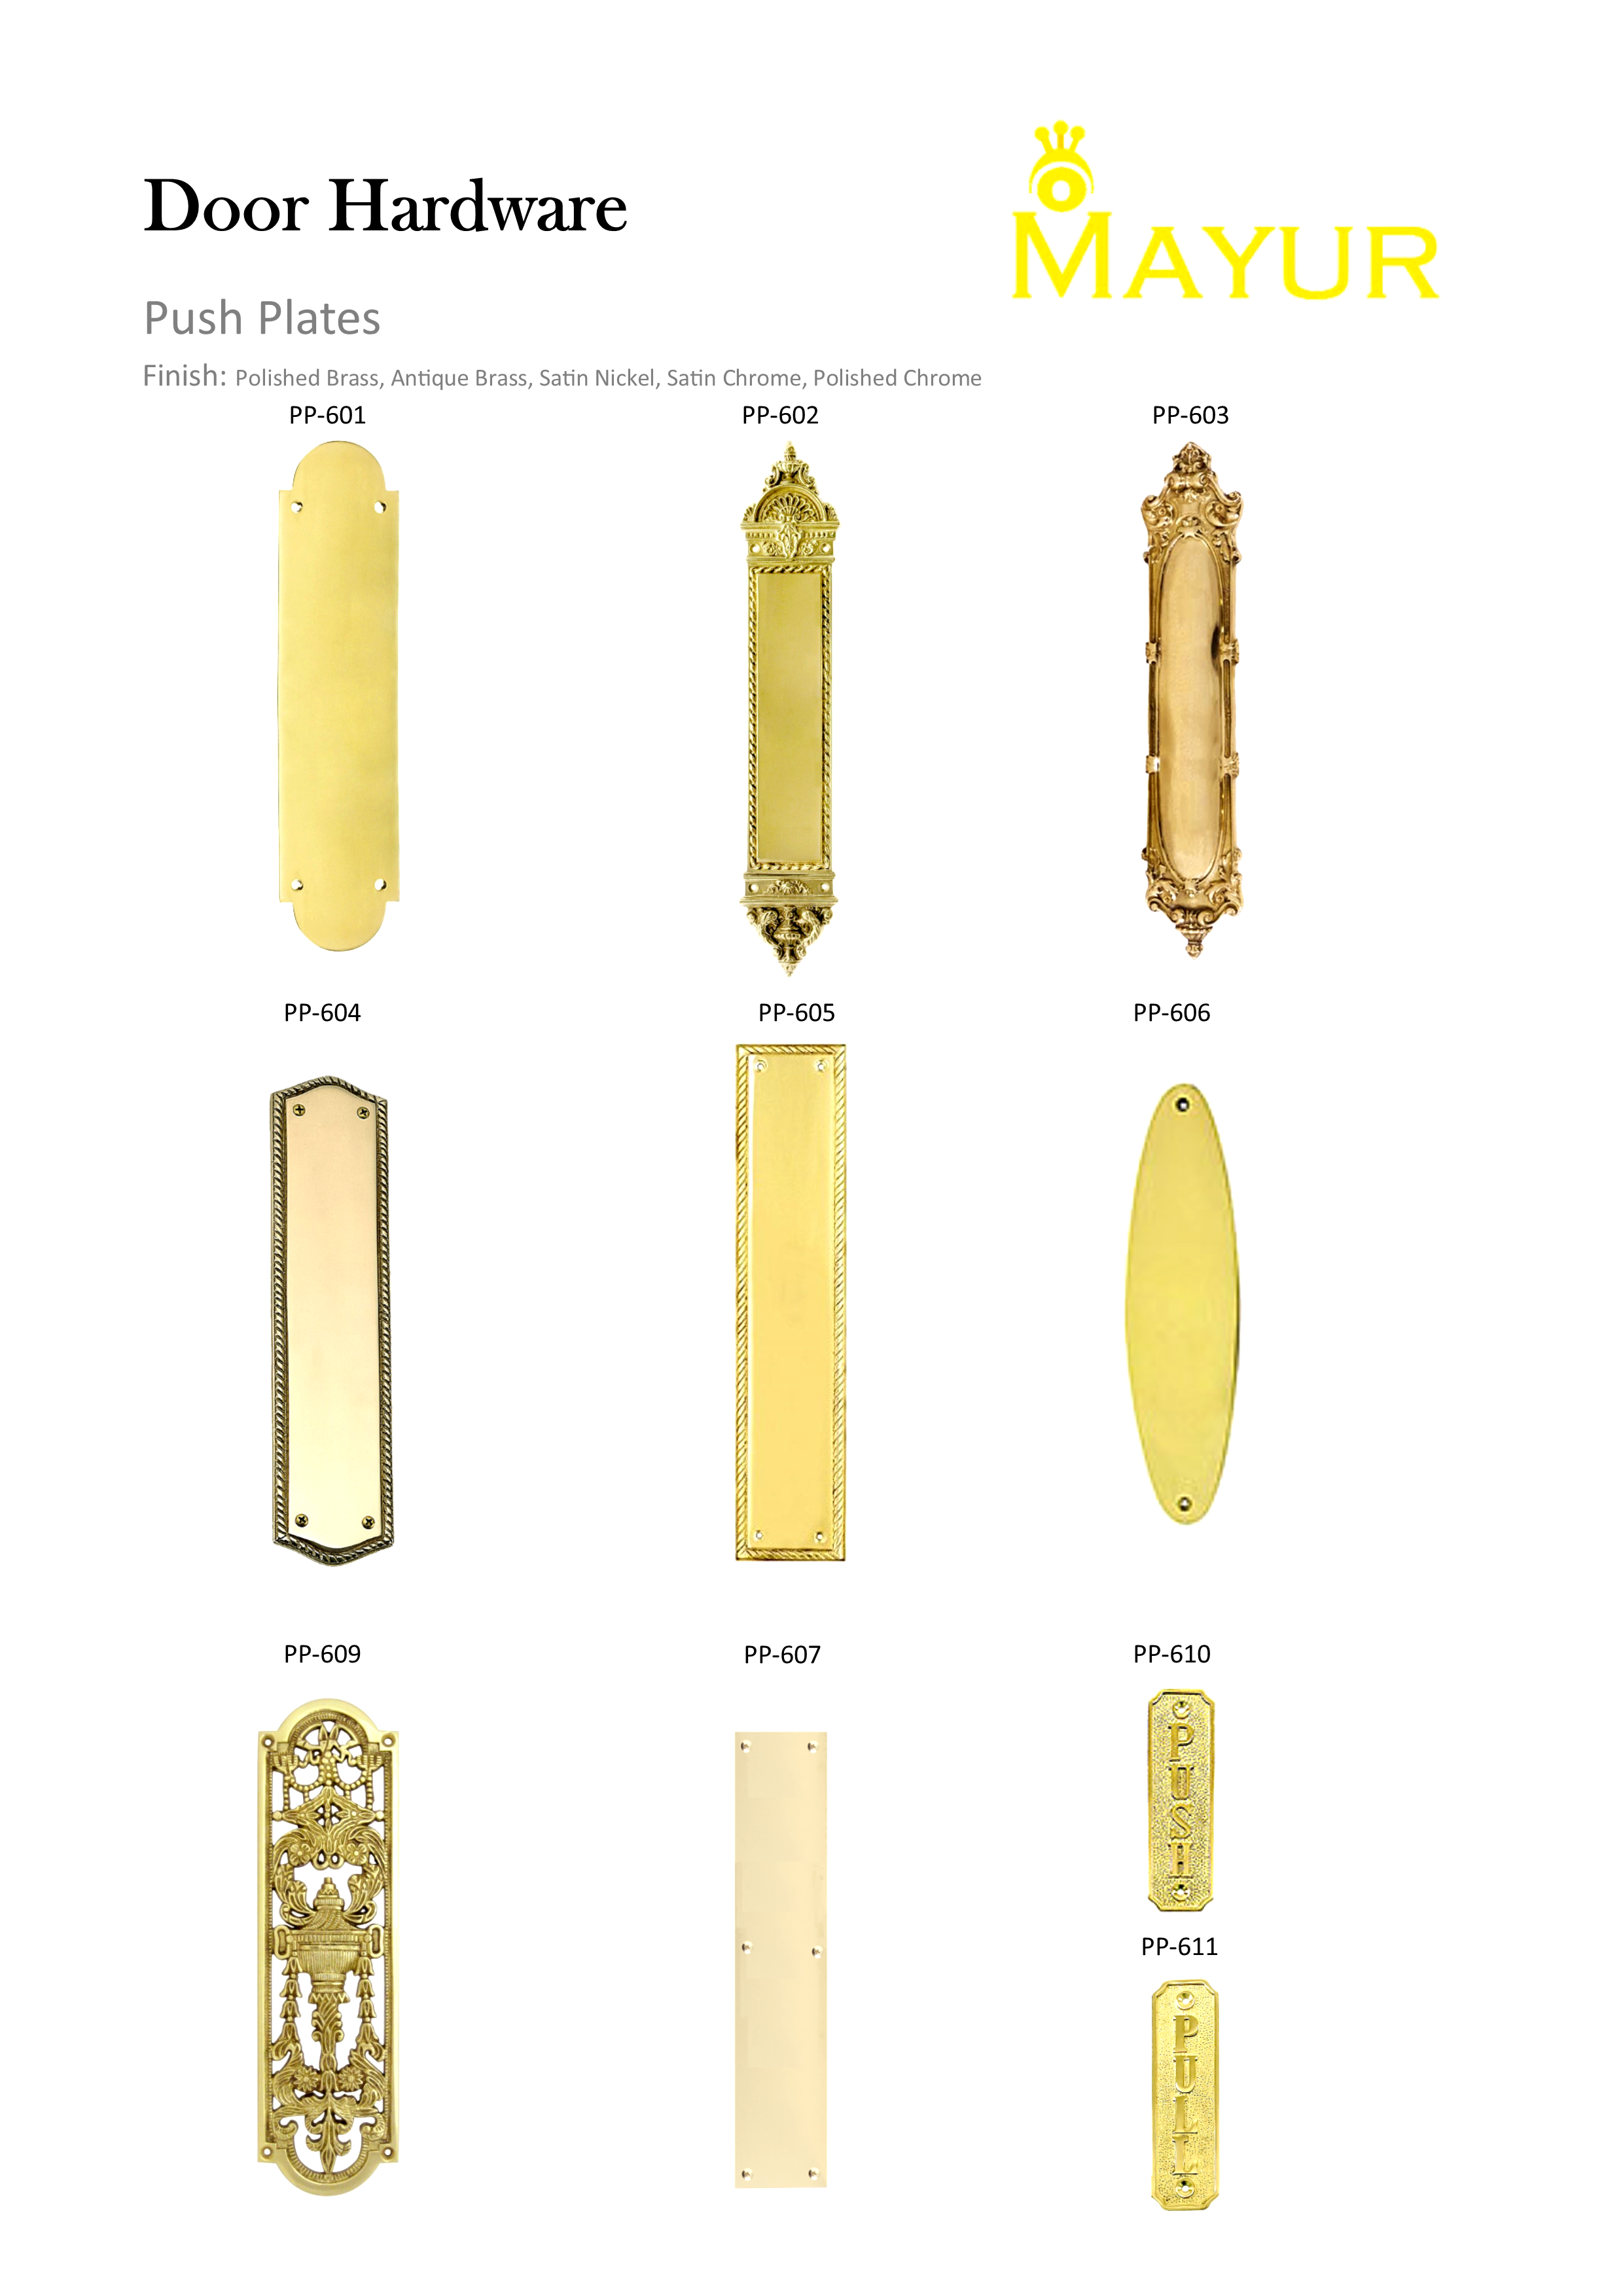 Door Hardware
MAYUR
Push Plates
Finish: Polished Brass, Antique Brass, Satin Nickel, Satin Chrome, Polished Chrome
PP-601
PP-602
PP-603
PP-604
PP-605
PP-606
PP-609
PP-607
PP-610
PUSH
PP-611
PULL